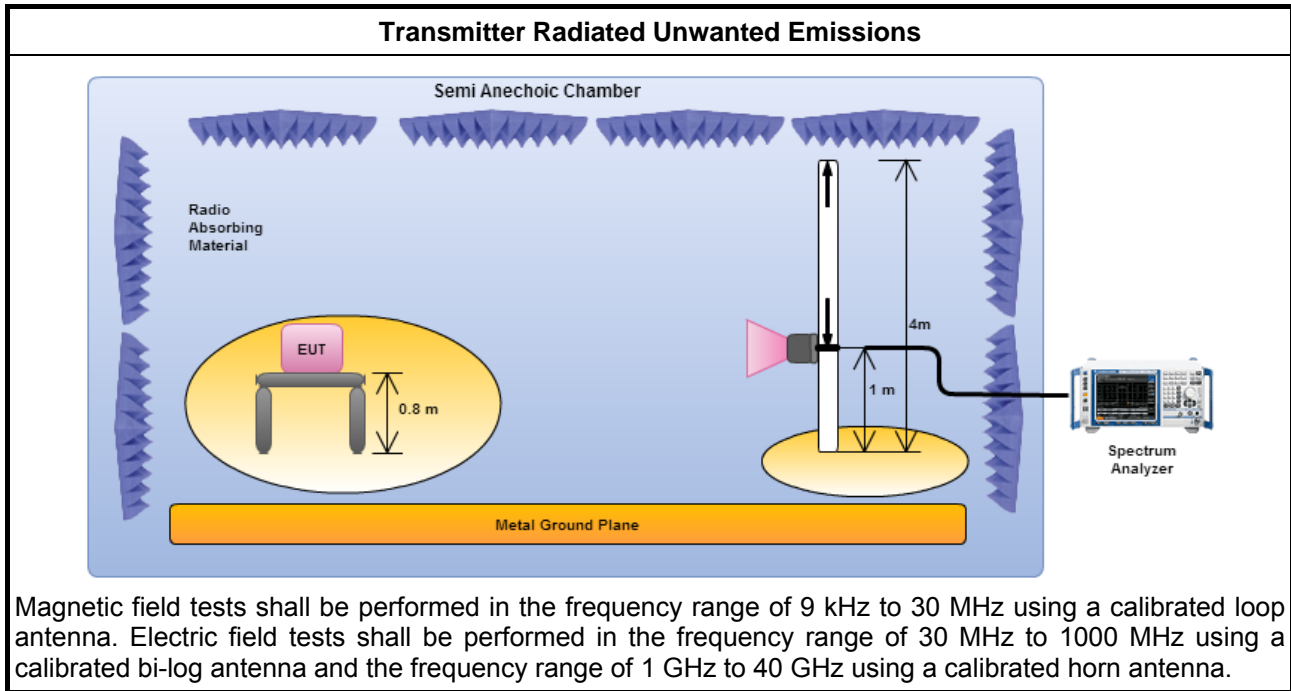 Transmitter Radiated Unwanted Emissions
Semi Anechoic Chamber
Radio
Absorbing
Material
EUT
0.8 m
4m
1 m
Spectrum
Analyzer
Metal Ground Plane
Magnetic field tests shall be performed in the frequency range of 9 kHz to 30 MHz using a calibrated loop
antenna. Electric field tests shall be performed in the frequency range of 30 MHz to 1000 MHz using a
calibrated bi-log antenna and the frequency range of 1 GHz to 40 GHz using a calibrated horn antenna.